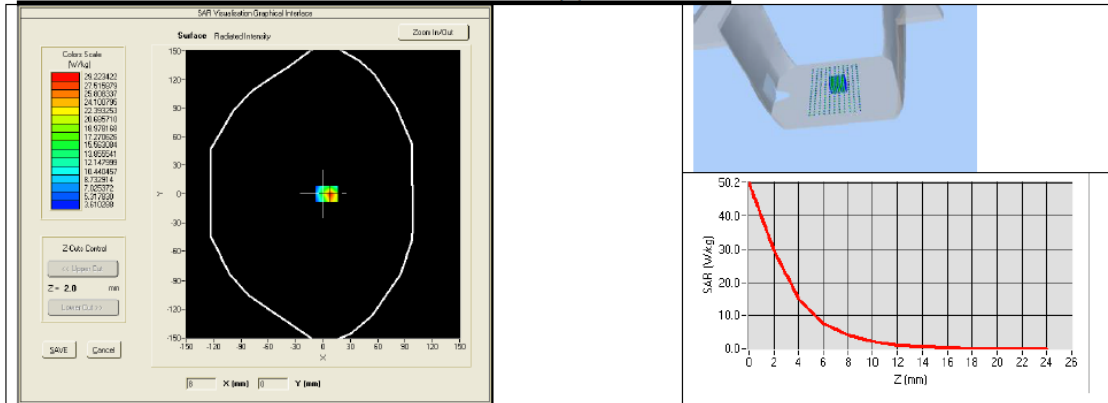 SAR Visualisation Graphical Interface
Surface Radiated Intensity
Zoom In/Out
Colors Scale
(W/kg)
29.223422
27.515879
25.808337
24.100795
22.393253
20.685710
18.978168
17.270626
15.563084
13.855541
12.147999
10.440457
8.732914
7.025372
5.317830
3.610288
150
120
90
60
30
0
-30
-60
-90
-120
-150
Y
-150 -120 -90 -60 -30 0 30 60 90 120 150
X
Z-Cuts Control
<< Upper Cut
Z = 2.0 mm
Lower Cut >>
SAVE Cancel
X (mm) 0 Y (mm)
50.2
40.0
30.0
20.0
10.0
0.0
SAR (W/kg)
0 2 4 6 8 10 12 14 16 18 20 22 24 26
Z (mm)